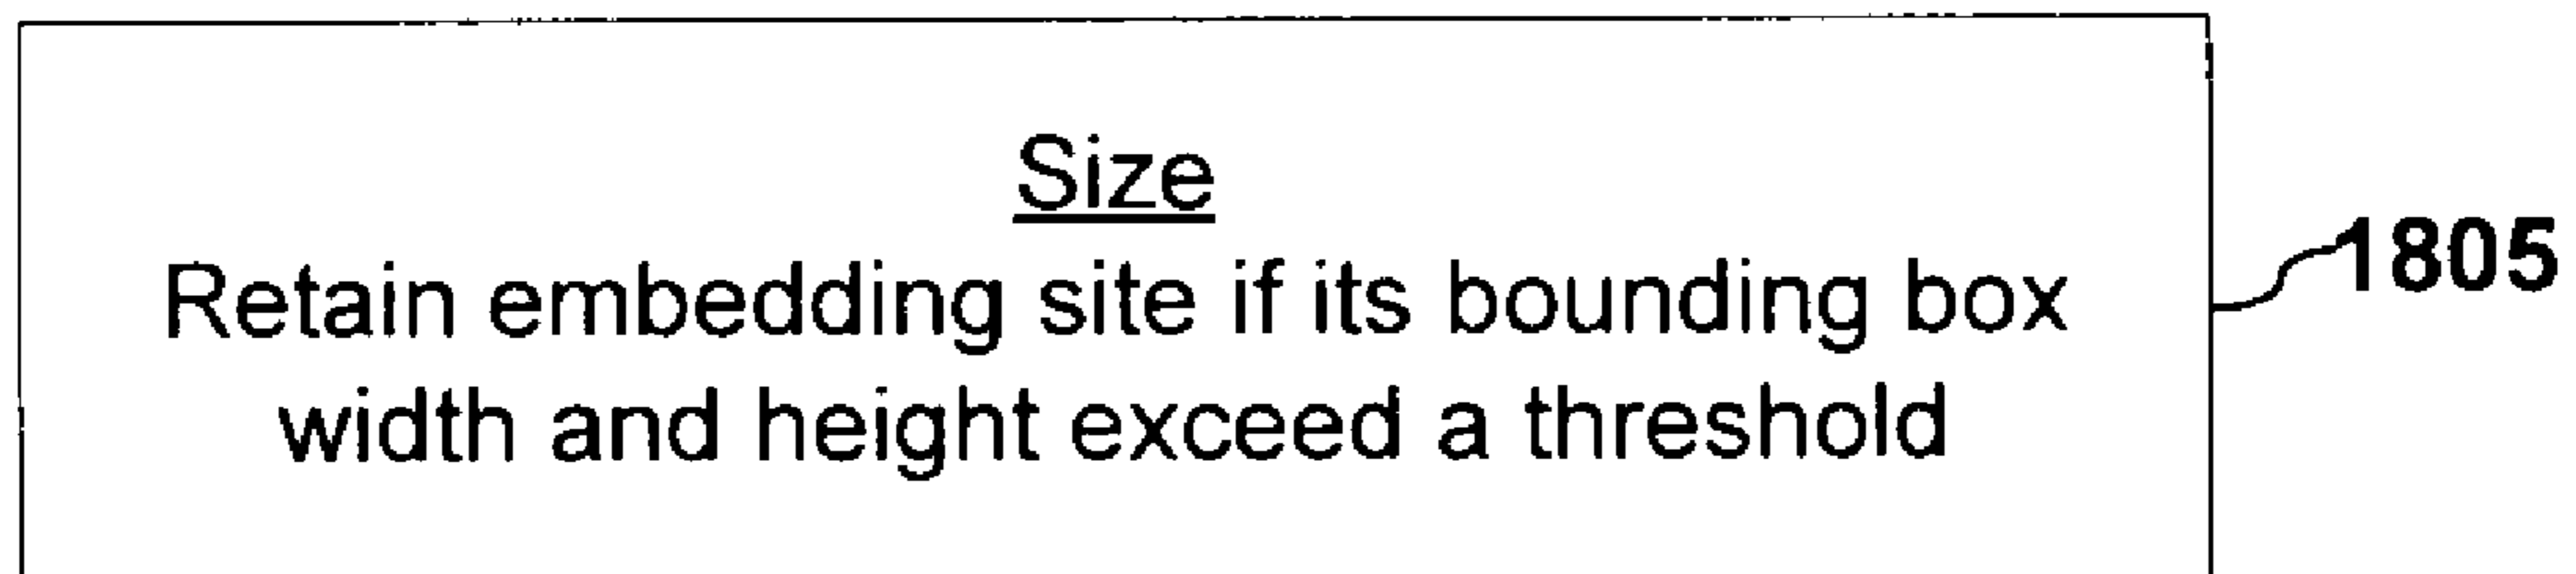 Size
Retain embedding site if its bounding box
width and height exceed a threshold
1805